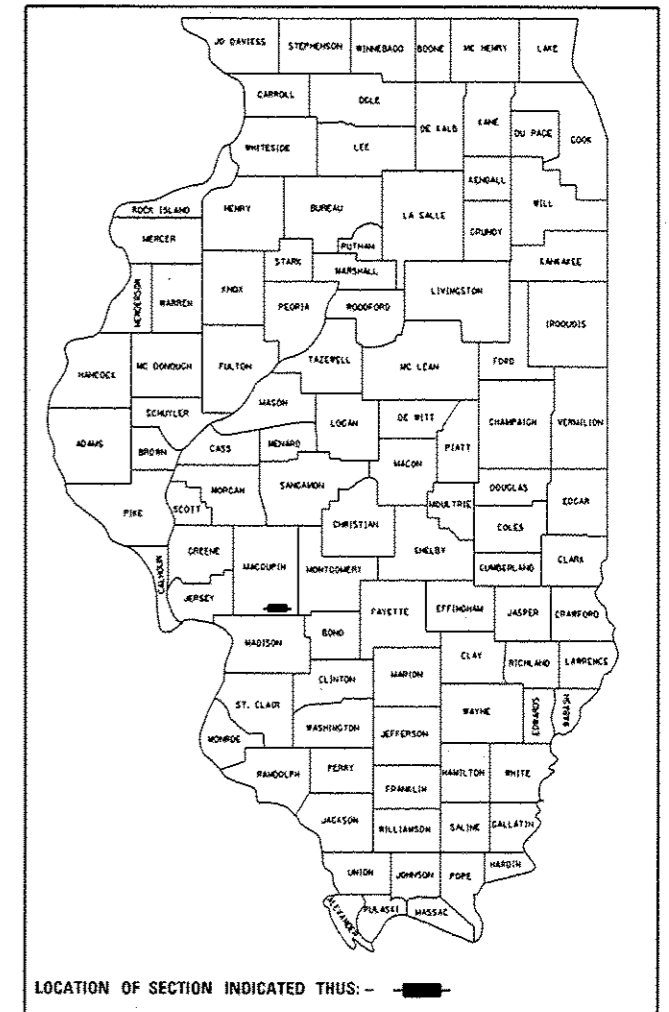 JO DAVIESS STEPHENSON WINNEBAGO BOONE MC HENRY LAKE
CARROLL OGLE DE KALB KANE DU PAGE COOK
WHITESIDE LEE KENDALL WILL
ROCK ISLAND HENRY BUREAU LA SALLE GRUNDY
MERCER STARK PUTNAM MARSHALL KANKAKEE
HENDERSON WARREN KNOX PEORIA WOODFORD LIVINGSTON IROQUOIS
HANCOCK MC DONOUGH FULTON TAZEWELL MC LEAN FORD
SCHUYLER MASON LOGAN DE WITT CHAMPAIGN VERMILION
ADAMS BROWN CASS MENARD MACON PIATT
PIKE SCOTT MORGAN SANGAMON CHRISTIAN MOULTRIE DOUGLAS EDGAR
COLES
CALHOUN GREENE MACOUPIN MONTGOMERY SHELBY CUMBERLAND CLARK
JERSEY FAYETTE EFFINGHAM JASPER CRAWFORD
MADISON BOND CLAY RICHLAND LAWRENCE
CLINTON MARION
ST. CLAIR WASHINGTON JEFFERSON WAYNE EDWARDS WABASH
MONROE
RANDOLPH PERRY FRANKLIN HAMILTON WHITE
JACKSON WILLIAMSON SALINE GALLATIN
UNION JOHNSON POPE HARDIN
ALEXANDER PULASKI MASSAC
LOCATION OF SECTION INDICATED THUS: -